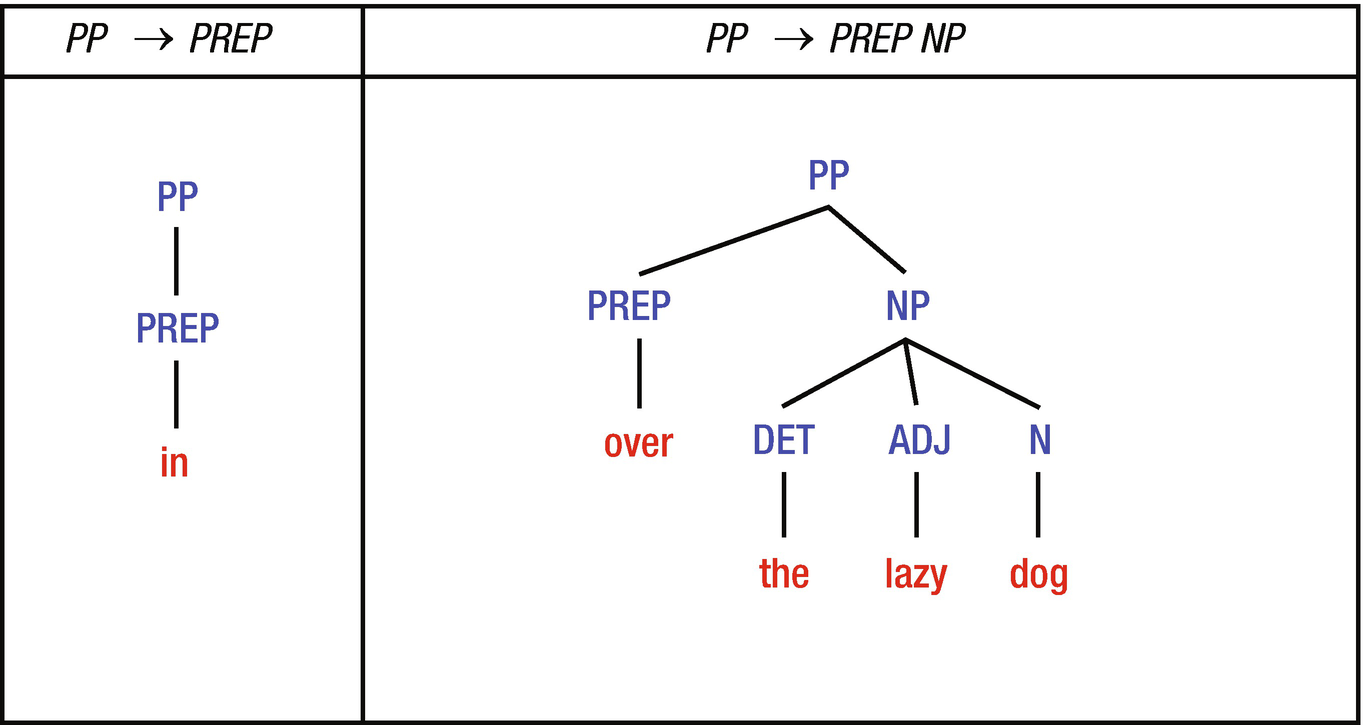 PP → PREP
PP → PREP NP
PP
PREP
in
PP
PREP NP
over DET ADJ N
the lazy dog